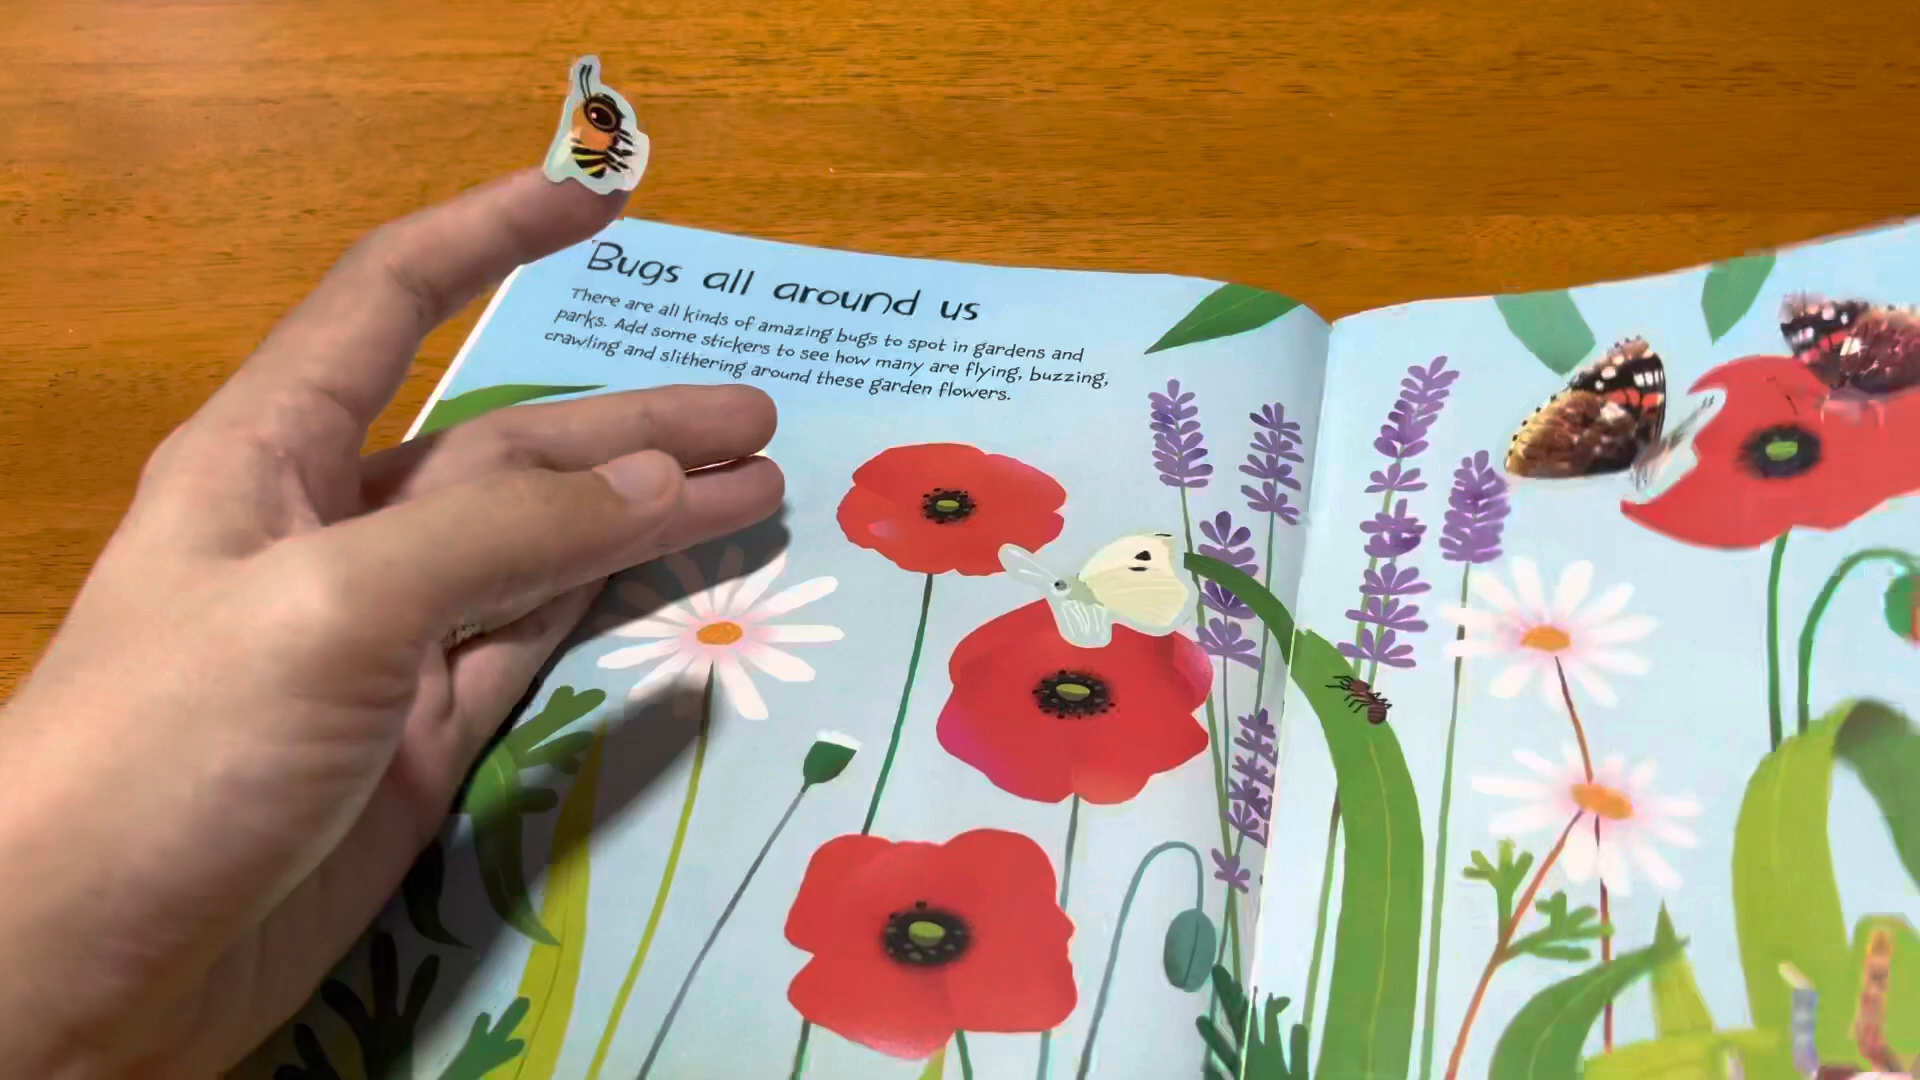 Bugs all around us
There are all kinds of amazing bugs to spot in gardens and
parks. Add some stickers to see how many are flying, buzzing,
crawling and slithering around these garden flowers.